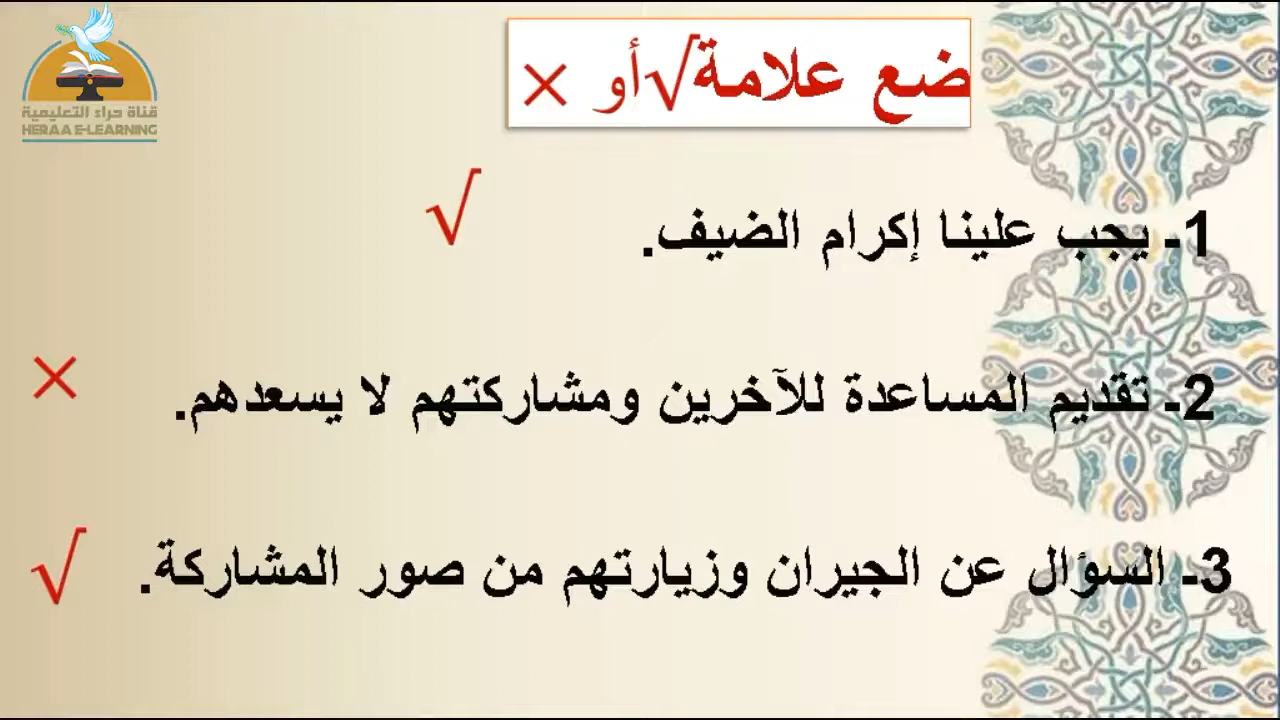 قناة حراء التعليمية
HERAA E-LEARNING
ضع علامة√أو ×
1- يجب علينا إكرام الضيف. √
2- تقديم المساعدة للآخرين ومشاركتهم لا يسعدهم. ×
3- السؤال عن الجيران وزيارتهم من صور المشاركة. √